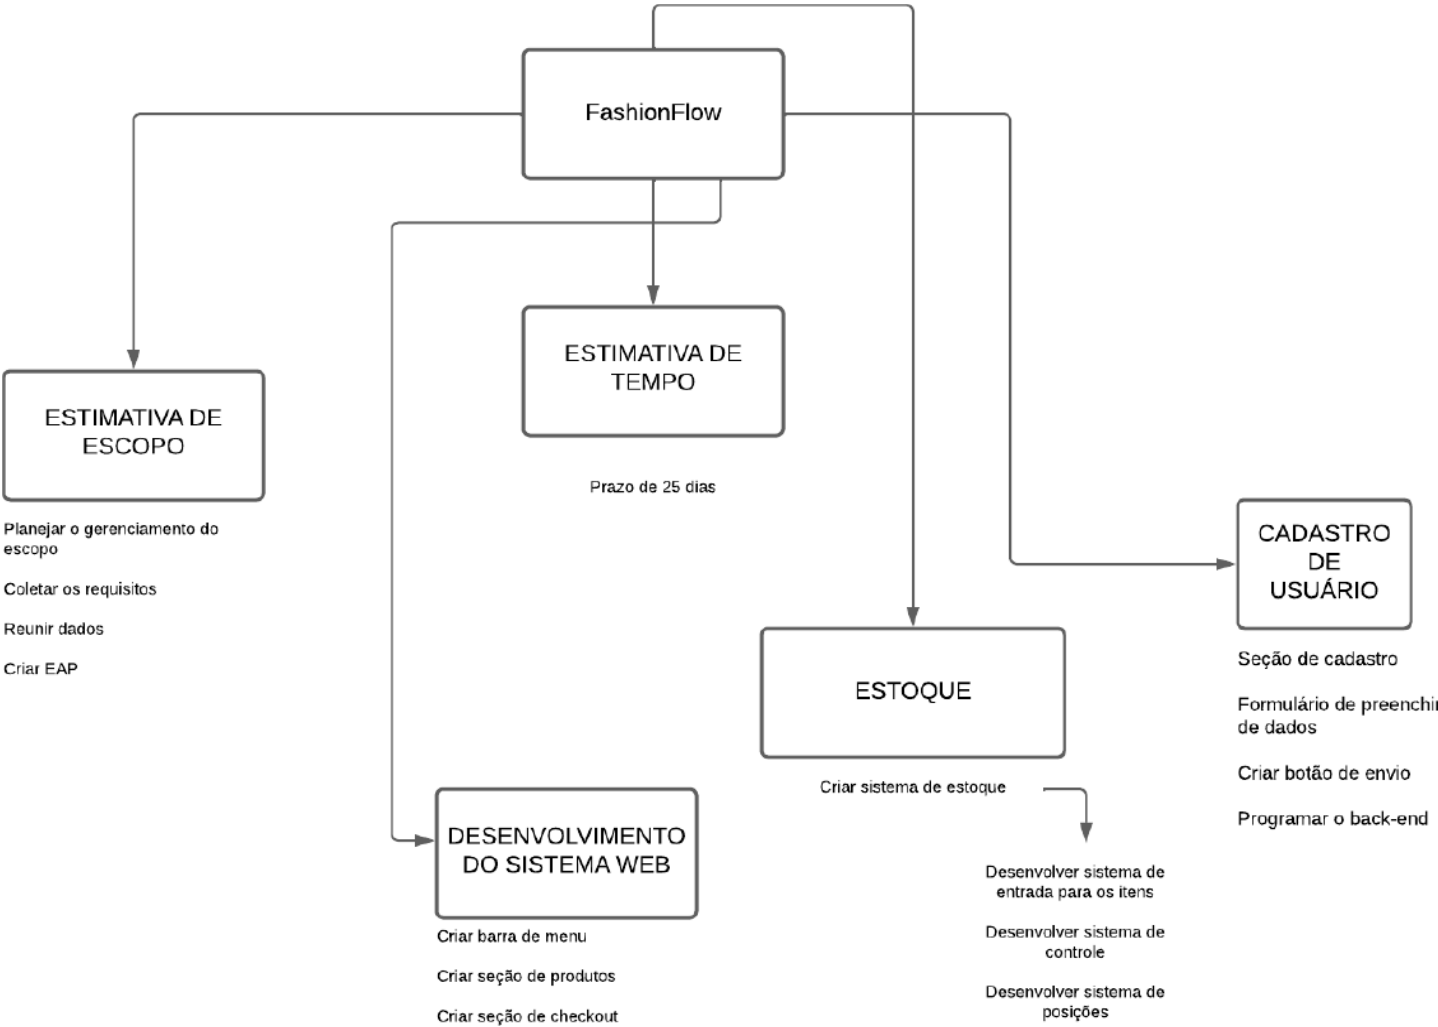 FashionFlow
ESTIMATIVA DE
TEMPO
Prazo de 25 dias
ESTIMATIVA DE
ESCOPO
Planejar o gerenciamento do
escopo
Coletar os requisitos
Reunir dados
Criar EAP
CADASTRO
DE
USUÁRIO
Seção de cadastro
Formulário de preenchi
de dados
Criar botão de envio
Programar o back-end
ESTOQUE
Criar sistema de estoque
Desenvolver sistema de
entrada para os itens
Desenvolver sistema de
controle
Desenvolver sistema de
posições
DESENVOLVIMENTO
DO SISTEMA WEB
Criar barra de menu
Criar seção de produtos
Criar seção de checkout